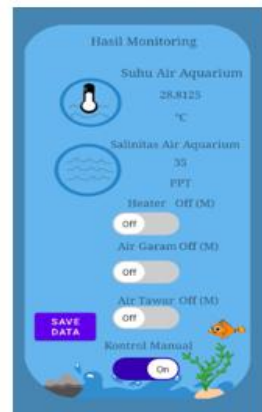 Hasil Monitoring
Suhu Air Aquarium
28.8125
°C
Salinitas Air Aquarium
35
PPT
Heater Off (M)
Off
Air Garam Off (M)
Off
Air Tawar Off (M)
Off
SAVE
DATA
Kontrol Manual
On